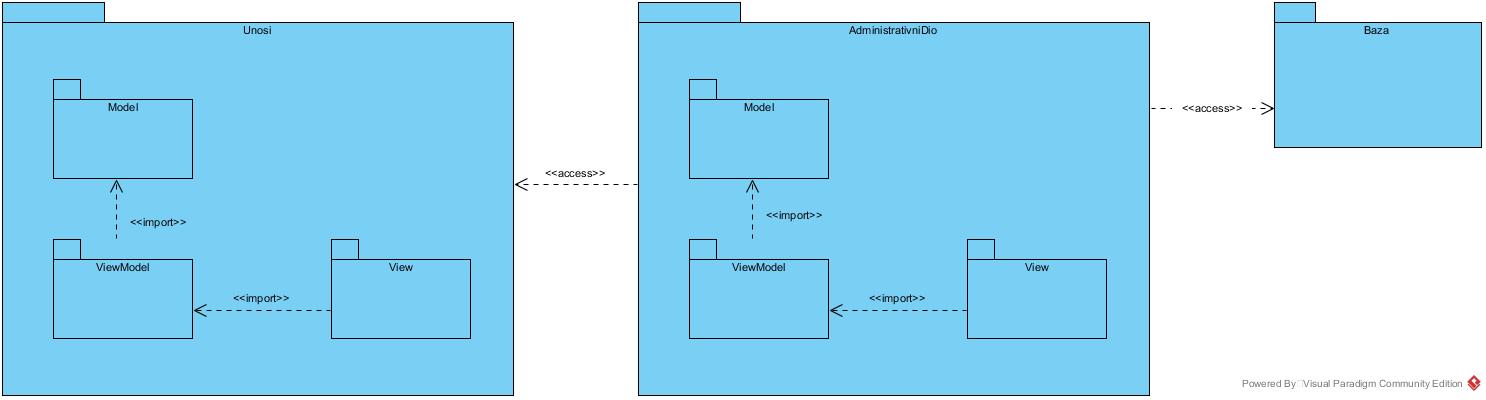 Unosi
Model
<<import>>
ViewModel
View
<<import>>
<<access>>
AdministrativniDio
Model
<<import>>
ViewModel
View
<<import>>
<<access>>
Baza
Powered By Visual Paradigm Community Edition